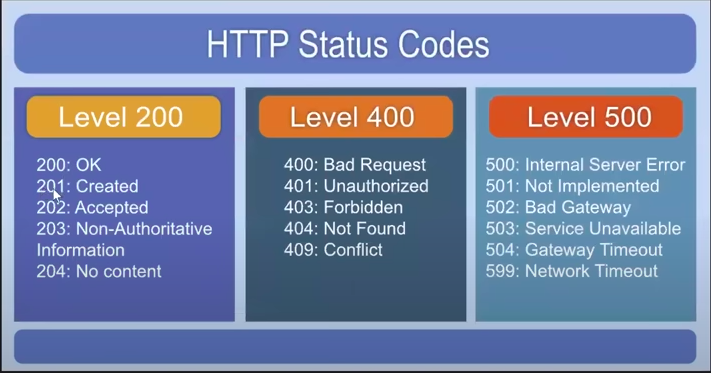 HTTP Status Codes
Level 200
200: OK
201: Created
202: Accepted
203: Non-Authoritative
Information
204: No content
Level 400
400: Bad Request
401: Unauthorized
403: Forbidden
404: Not Found
409: Conflict
Level 500
500: Internal Server Error
501: Not Implemented
502: Bad Gateway
503: Service Unavailable
504: Gateway Timeout
599: Network Timeout